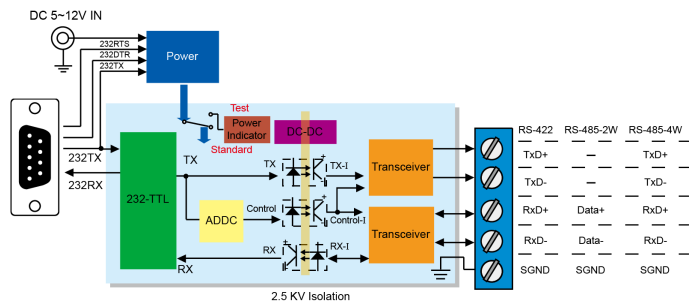 DC 5~12V IN
232RTS
232DTR
232TX
Power
Test
Power
Indicator
DC-DC
Standard
RS-422 RS-485-2W RS-485-4W
232TX
232RX
232-TTL
TX
TX
TX-I
Transceiver
TxD+ — TxD+
TxD- — TxD-
ADDC
Control
Control-I
Transceiver
RxD+ Data+ RxD+
RxD- Data- RxD-
RX
RX
RX-I
SGND SGND SGND
2.5 KV Isolation